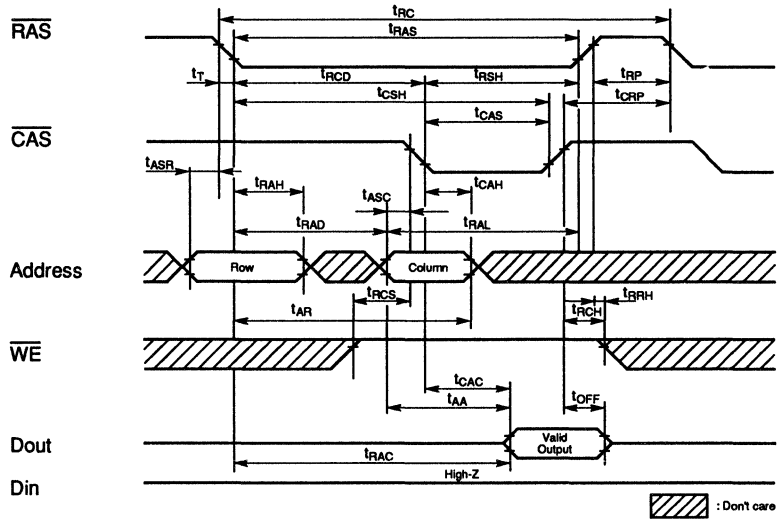 tRC
RAS
tRAS
tT
tRCD
tRSH
tRP
tCSH
tCRP
tCAS
CAS
tASR
tRAH
tASC
tCAH
tRAD
tRAL
Address
Row
Column
tRCS
tRRH
tAR
tRCH
WE
tCAC
tAA
tOFF
Dout
Valid
Output
tRAC
High-Z
Din
: Don't care